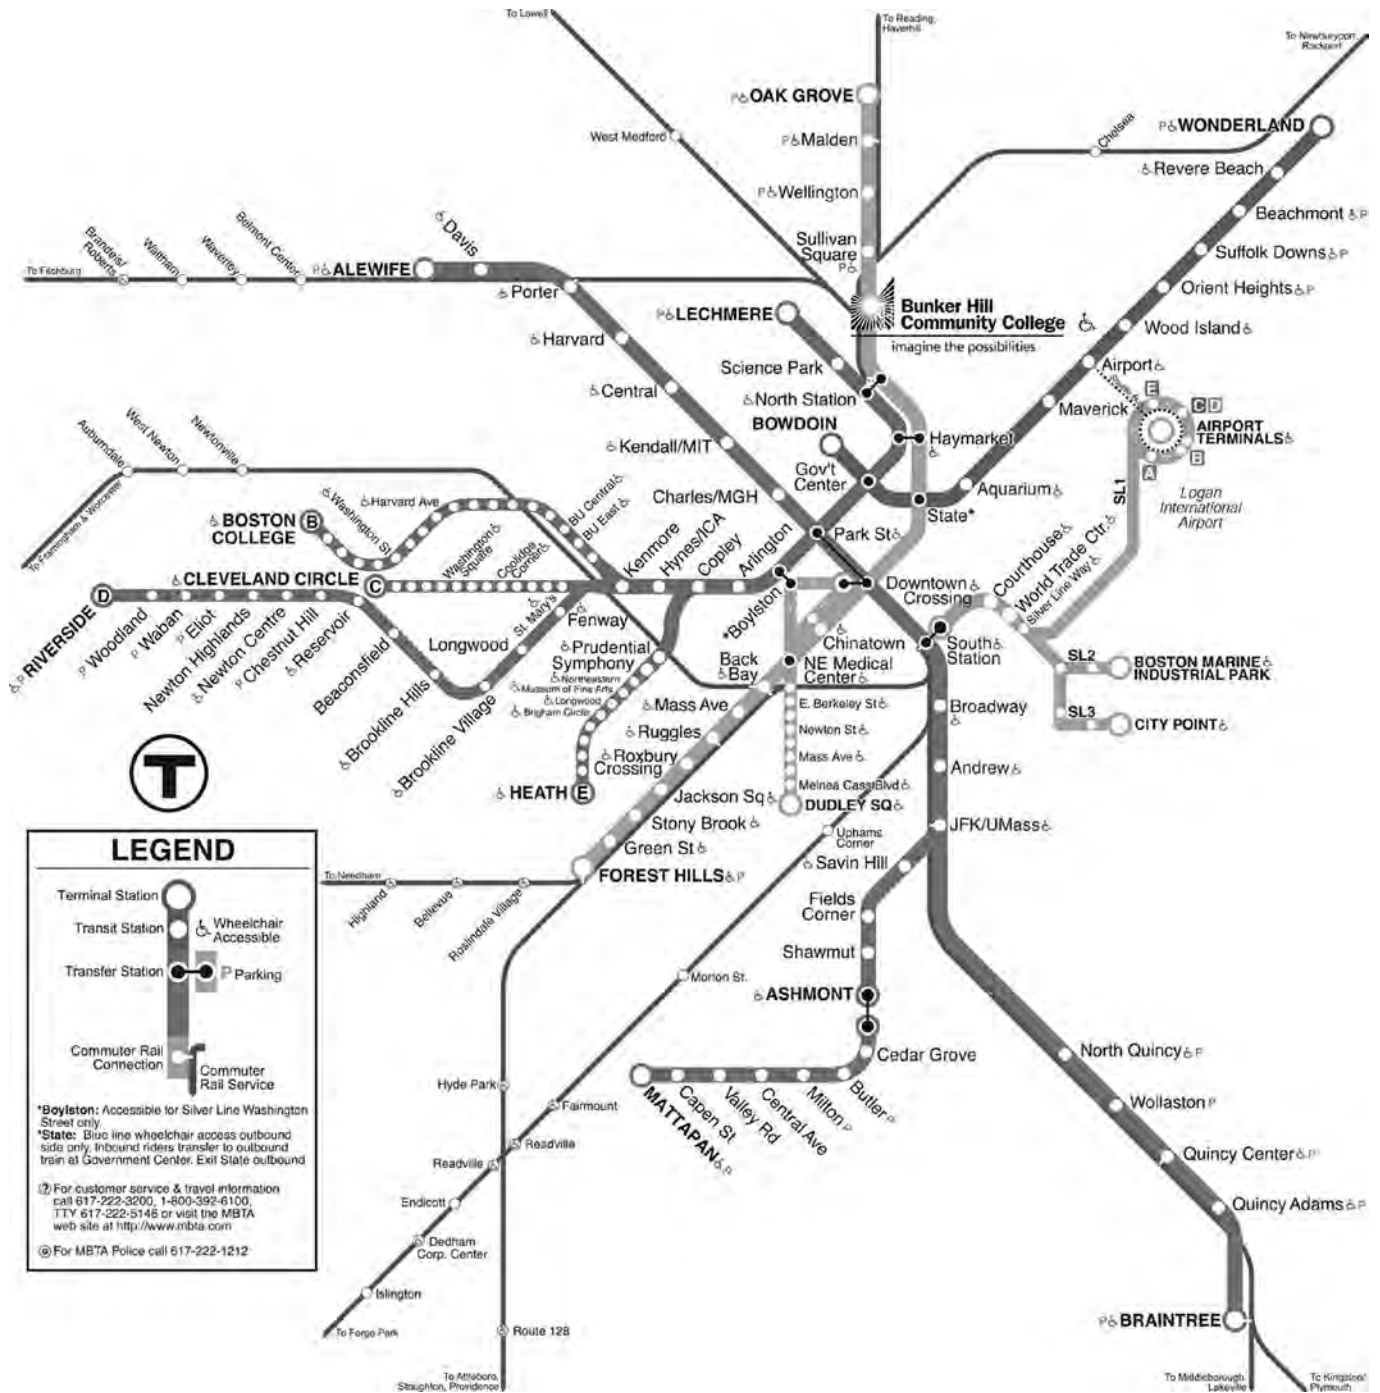 To Lowell
To Reading,
Haverhill
To Newburyport,
Rockport
P OAK GROVE
West Medford
P Malden
Chelsea
P WONDERLAND
Revere Beach
P Wellington
Beachmont P
Sullivan
Square
P
Suffolk Downs P
Davis
Brandeis/
Roberts
Waltham
Waverley
Belmont Center
To Fitchburg
P ALEWIFE
Porter
Orient Heights P
P LECHMERE
Bunker Hill
Community College
imagine the possibilities
Wood Island
Harvard
Science Park
Airport
Central
North Station
Maverick
E
C D
AIRPORT
TERMINALS
A
B
BOWDOIN
Haymarket
Kendall/MIT
Auburndale
West Newton
Newtonville
Gov't
Center
Charles/MGH
Aquarium
SL1
Logan
International
Airport
State*
Harvard Ave
BU Central
BU East
Washington St
B BOSTON
COLLEGE
To Framingham & Worcester
Washington
Square
Coolidge
Corner
Kenmore
Hynes/ICA
Copley
Arlington
Park St
Courthouse
World Trade Ctr.
Silver Line Way
CLEVELAND CIRCLE C
D
P RIVERSIDE
P Woodland
P Waban
P Eliot
Newton Highlands
Newton Centre
P Chestnut Hill
Reservoir
Beaconsfield
Brookline Hills
Brookline Village
Longwood
St. Mary's
Fenway
*Boylston
Downtown
Crossing
Chinatown
South
Station
Prudential
Symphony
Northeastern
Museum of Fine Arts
Longwood
Brigham Circle
Back
Bay
NE Medical
Center
SL2
BOSTON MARINE
INDUSTRIAL PARK
Mass Ave
E. Berkeley St
Broadway
SL3
CITY POINT
Ruggles
Newton St
Roxbury
Crossing
Mass Ave
Andrew
HEATH E
Melnea Cass Blvd
Jackson Sq
DUDLEY SQ
Stony Brook
Uphams
Corner
JFK/UMass
Green St
Savin Hill
To Needham
Highland
Bellevue
Roslindale Village
FOREST HILLS P
Fields
Corner
Shawmut
Morton St.
ASHMONT
Cedar Grove
North Quincy P
Hyde Park
Fairmount
MATTAPAN P
Capen St
Valley Rd
Central Ave
Milton P
Butler P
Wollaston P
Readville
Readville
Quincy Center P
Endicott
Quincy Adams P
Dedham
Corp. Center
Islington
To Forge Park
Route 128
P BRAINTREE
To Attleboro,
Stoughton, Providence
To Middleborough,
Lakeville
To Kingston/
Plymouth
T
LEGEND
Terminal Station
Transit Station
Wheelchair
Accessible
Transfer Station
P Parking
Commuter Rail
Connection
Commuter
Rail Service
*Boylston: Accessible for Silver Line Washington
Street only.
*State: Blue line wheelchair access outbound
side only. Inbound riders transfer to outbound
train at Government Center. Exit State outbound
? For customer service & travel information
call 617-222-3200, 1-800-392-6100,
TTY 617-222-5146 or visit the MBTA
web site at http://www.mbta.com
For MBTA Police call 617-222-1212